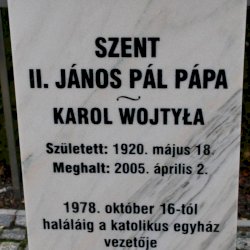 SZENT
II. JÁNOS PÁL PÁPA
~
KAROL WOJTYŁA
Született: 1920. május 18.
Meghalt: 2005. április 2.
1978. október 16-tól
haláláig a katolikus egyház
vezetője